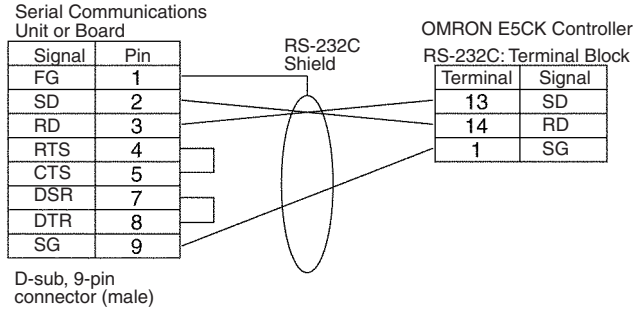 Serial Communications
Unit or Board
Signal Pin
FG 1
SD 2
RD 3
RTS 4
CTS 5
DSR 7
DTR 8
SG 9
D-sub, 9-pin
connector (male)
RS-232C
Shield
OMRON E5CK Controller
RS-232C: Terminal Block
Terminal Signal
13 SD
14 RD
1 SG